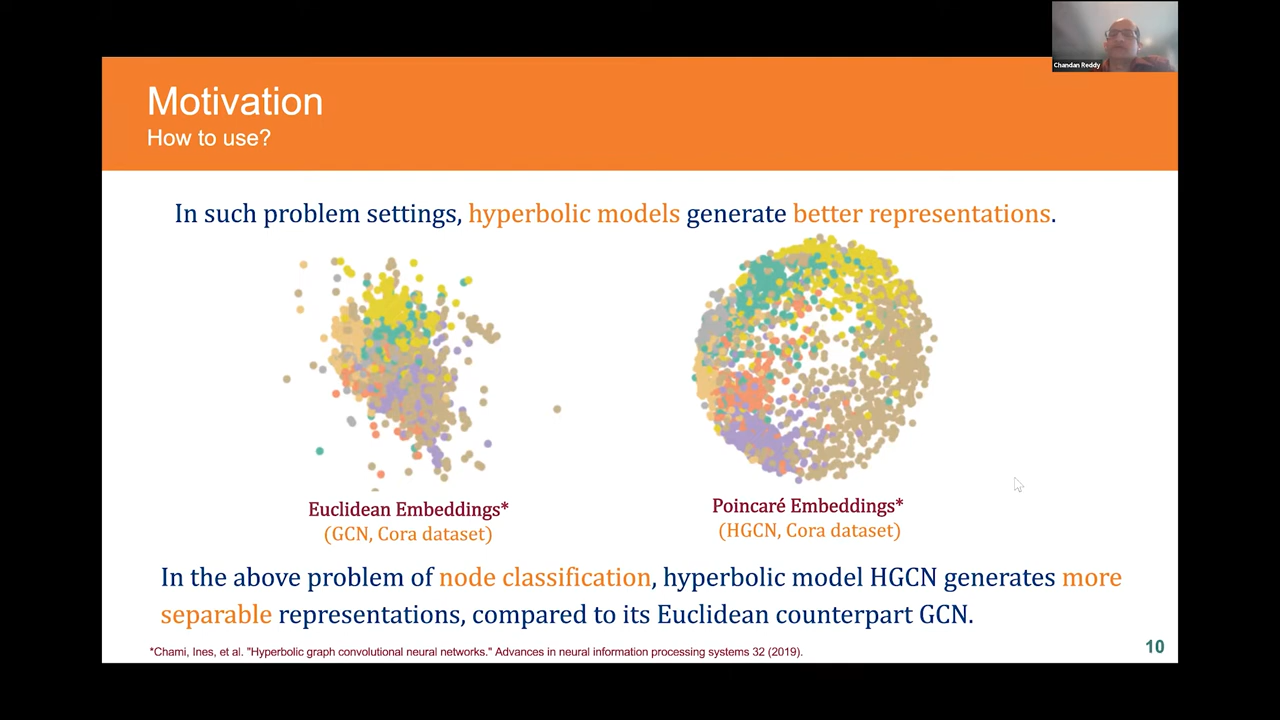 Chandan Reddy
Motivation
How to use?
In such problem settings, hyperbolic models generate better representations.
Euclidean Embeddings*
(GCN, Cora dataset)
Poincaré Embeddings*
(HGCN, Cora dataset)
In the above problem of node classification, hyperbolic model HGCN generates more
separable representations, compared to its Euclidean counterpart GCN.
*Chami, Ines, et al. "Hyperbolic graph convolutional neural networks." Advances in neural information processing systems 32 (2019).
10